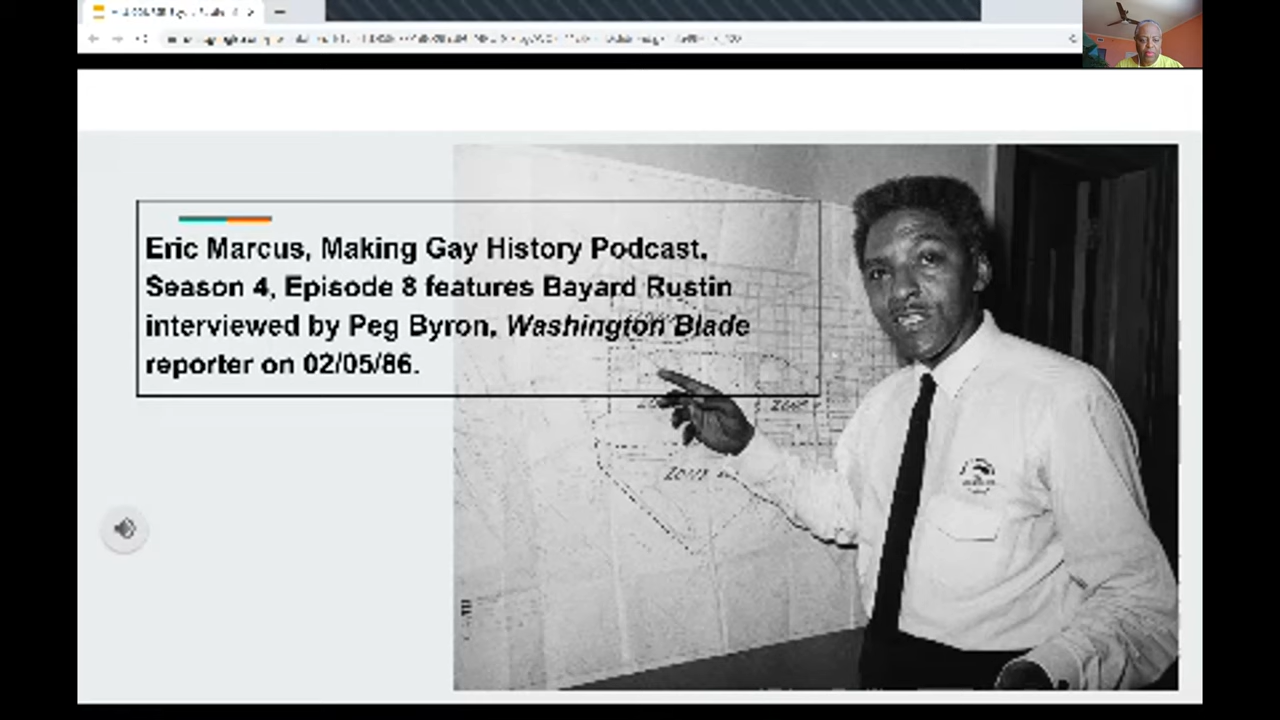 Eric Marcus, Making Gay History Podcast,
Season 4, Episode 8 features Bayard Rustin
interviewed by Peg Byron, Washington Blade
reporter on 02/05/86.